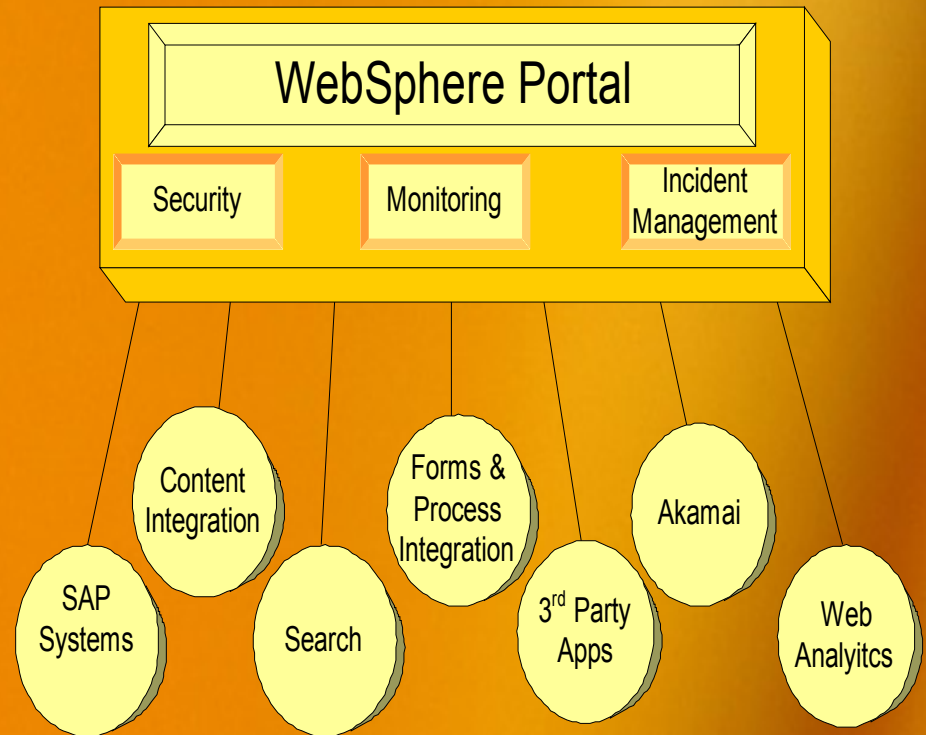 WebSphere Portal
Security
Monitoring
Incident
Management
Content
Integration
Forms &
Process
Integration
Akamai
SAP
Systems
Search
3rd Party
Apps
Web
Analyitcs